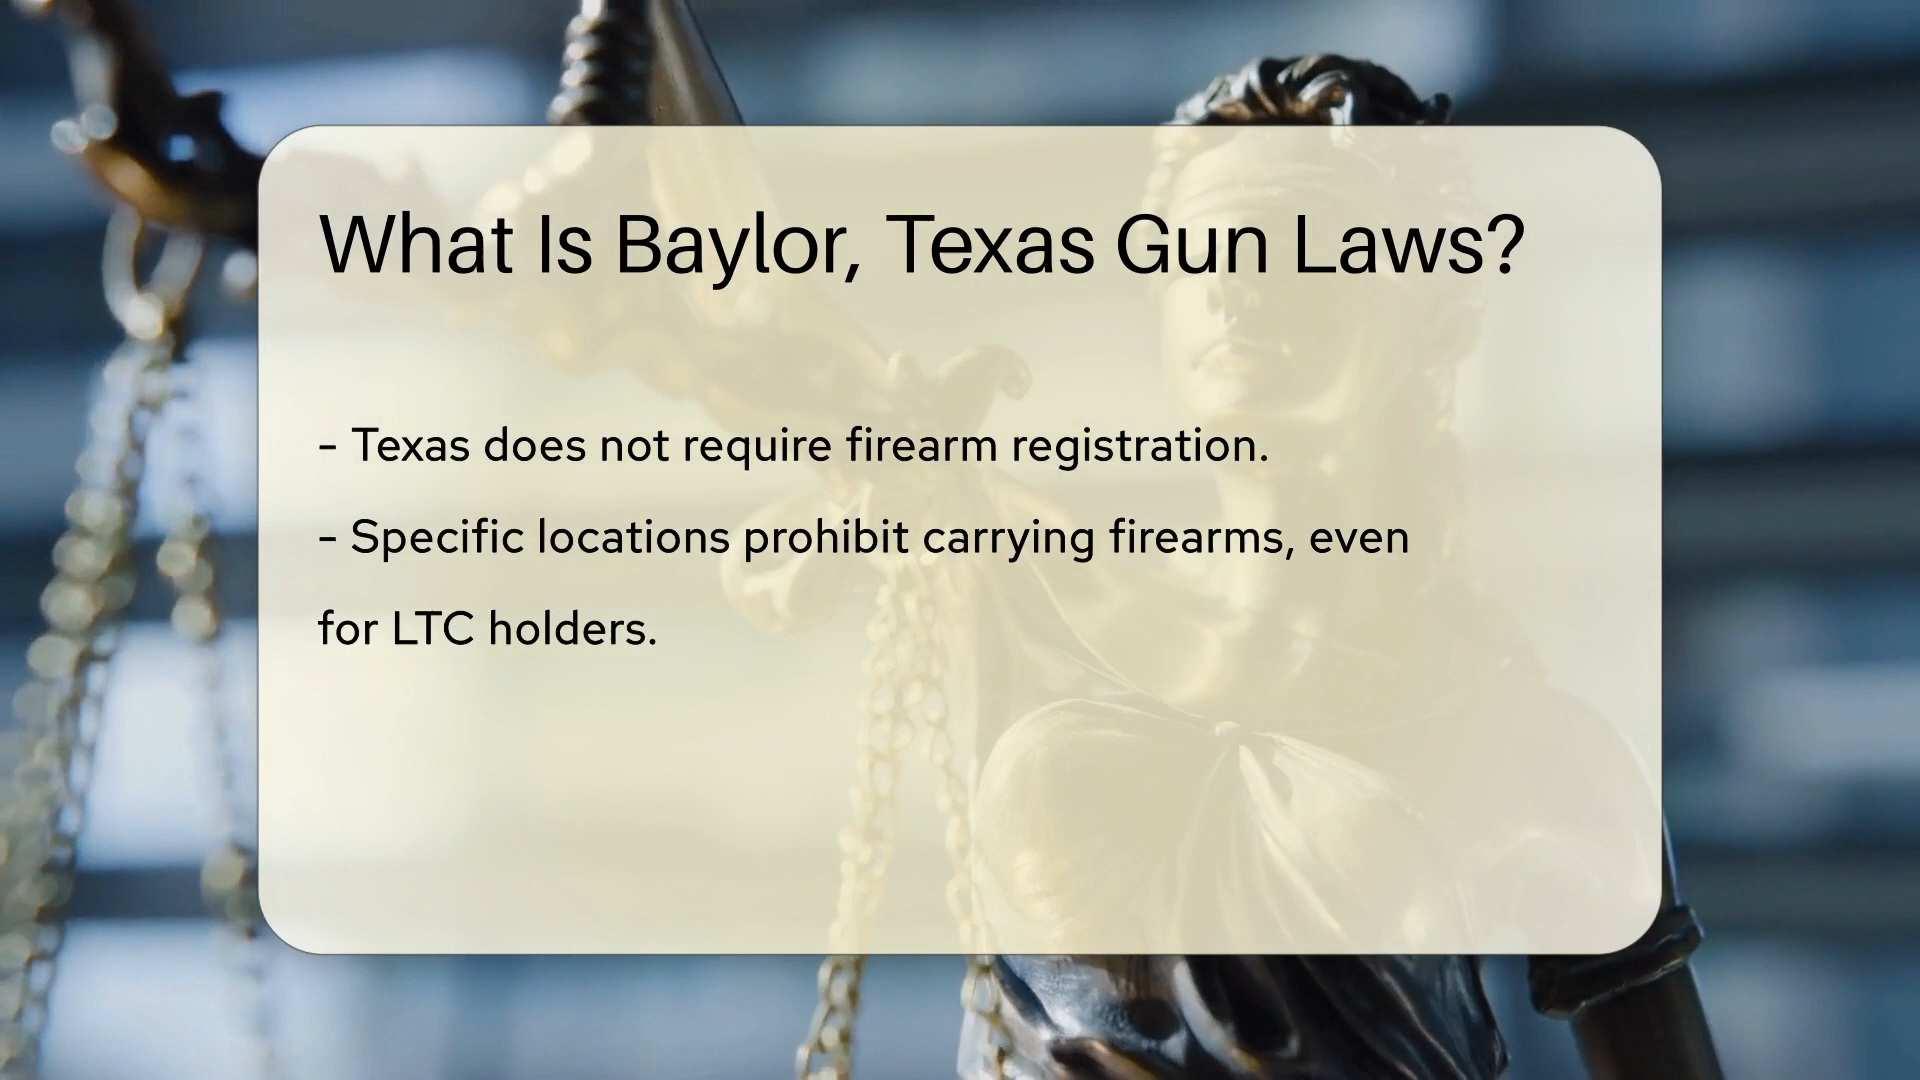 What Is Baylor, Texas Gun Laws?
- Texas does not require firearm registration.
- Specific locations prohibit carrying firearms, even
for LTC holders.